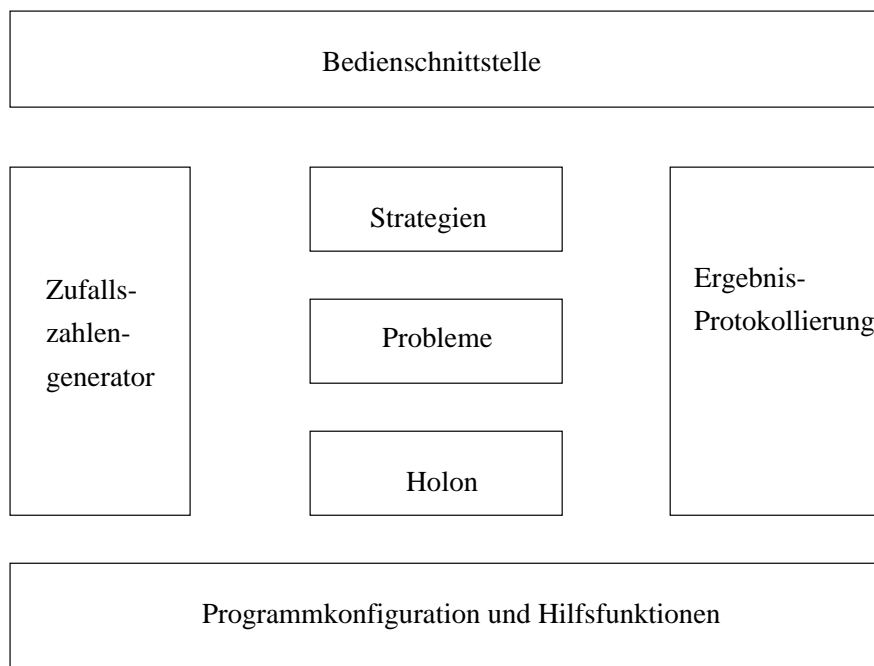 Bedienschnittstelle
Zufalls-
zahlen-
generator
Strategien
Probleme
Holon
Ergebnis-
Protokollierung
Programmkonfiguration und Hilfsfunktionen